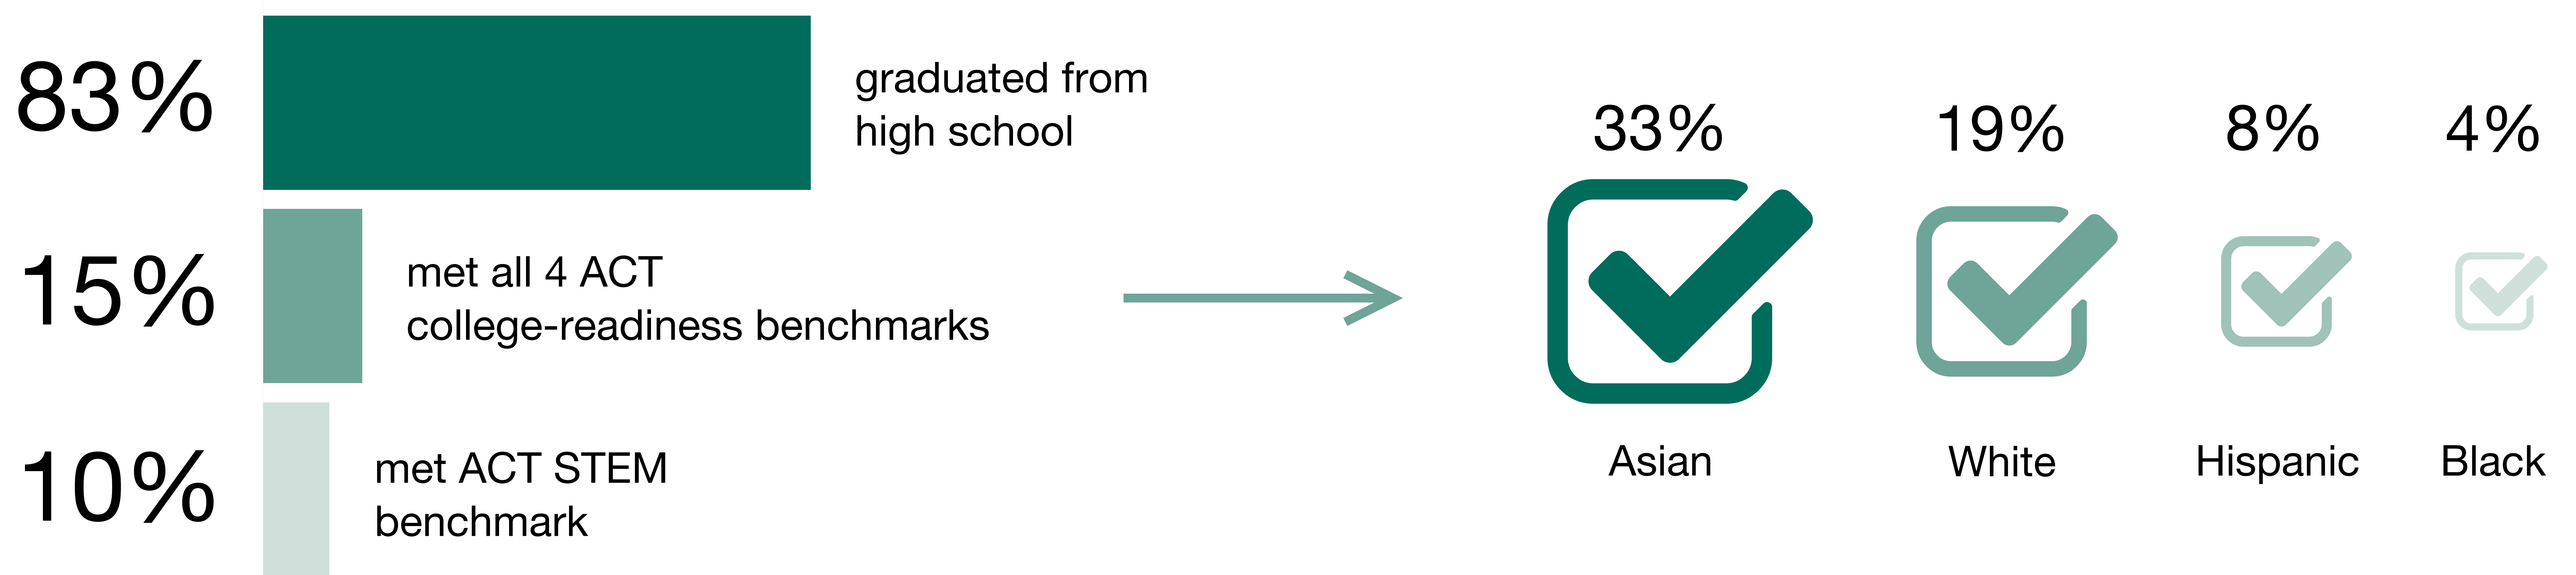 83%
graduated from
high school
15%
met all 4 ACT
college-readiness benchmarks
10%
met ACT STEM
benchmark
33%
Asian
19%
White
8%
Hispanic
4%
Black